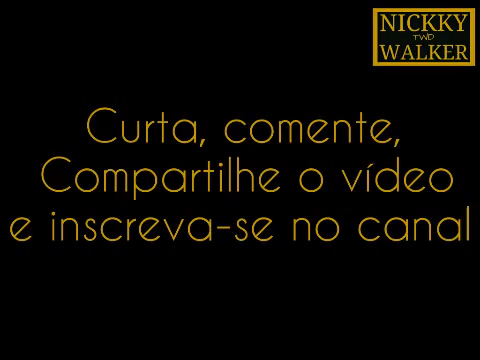 NICKKY
TWD
WALKER
Curta, comente,
Compartilhe o vídeo
e inscreva-se no canal